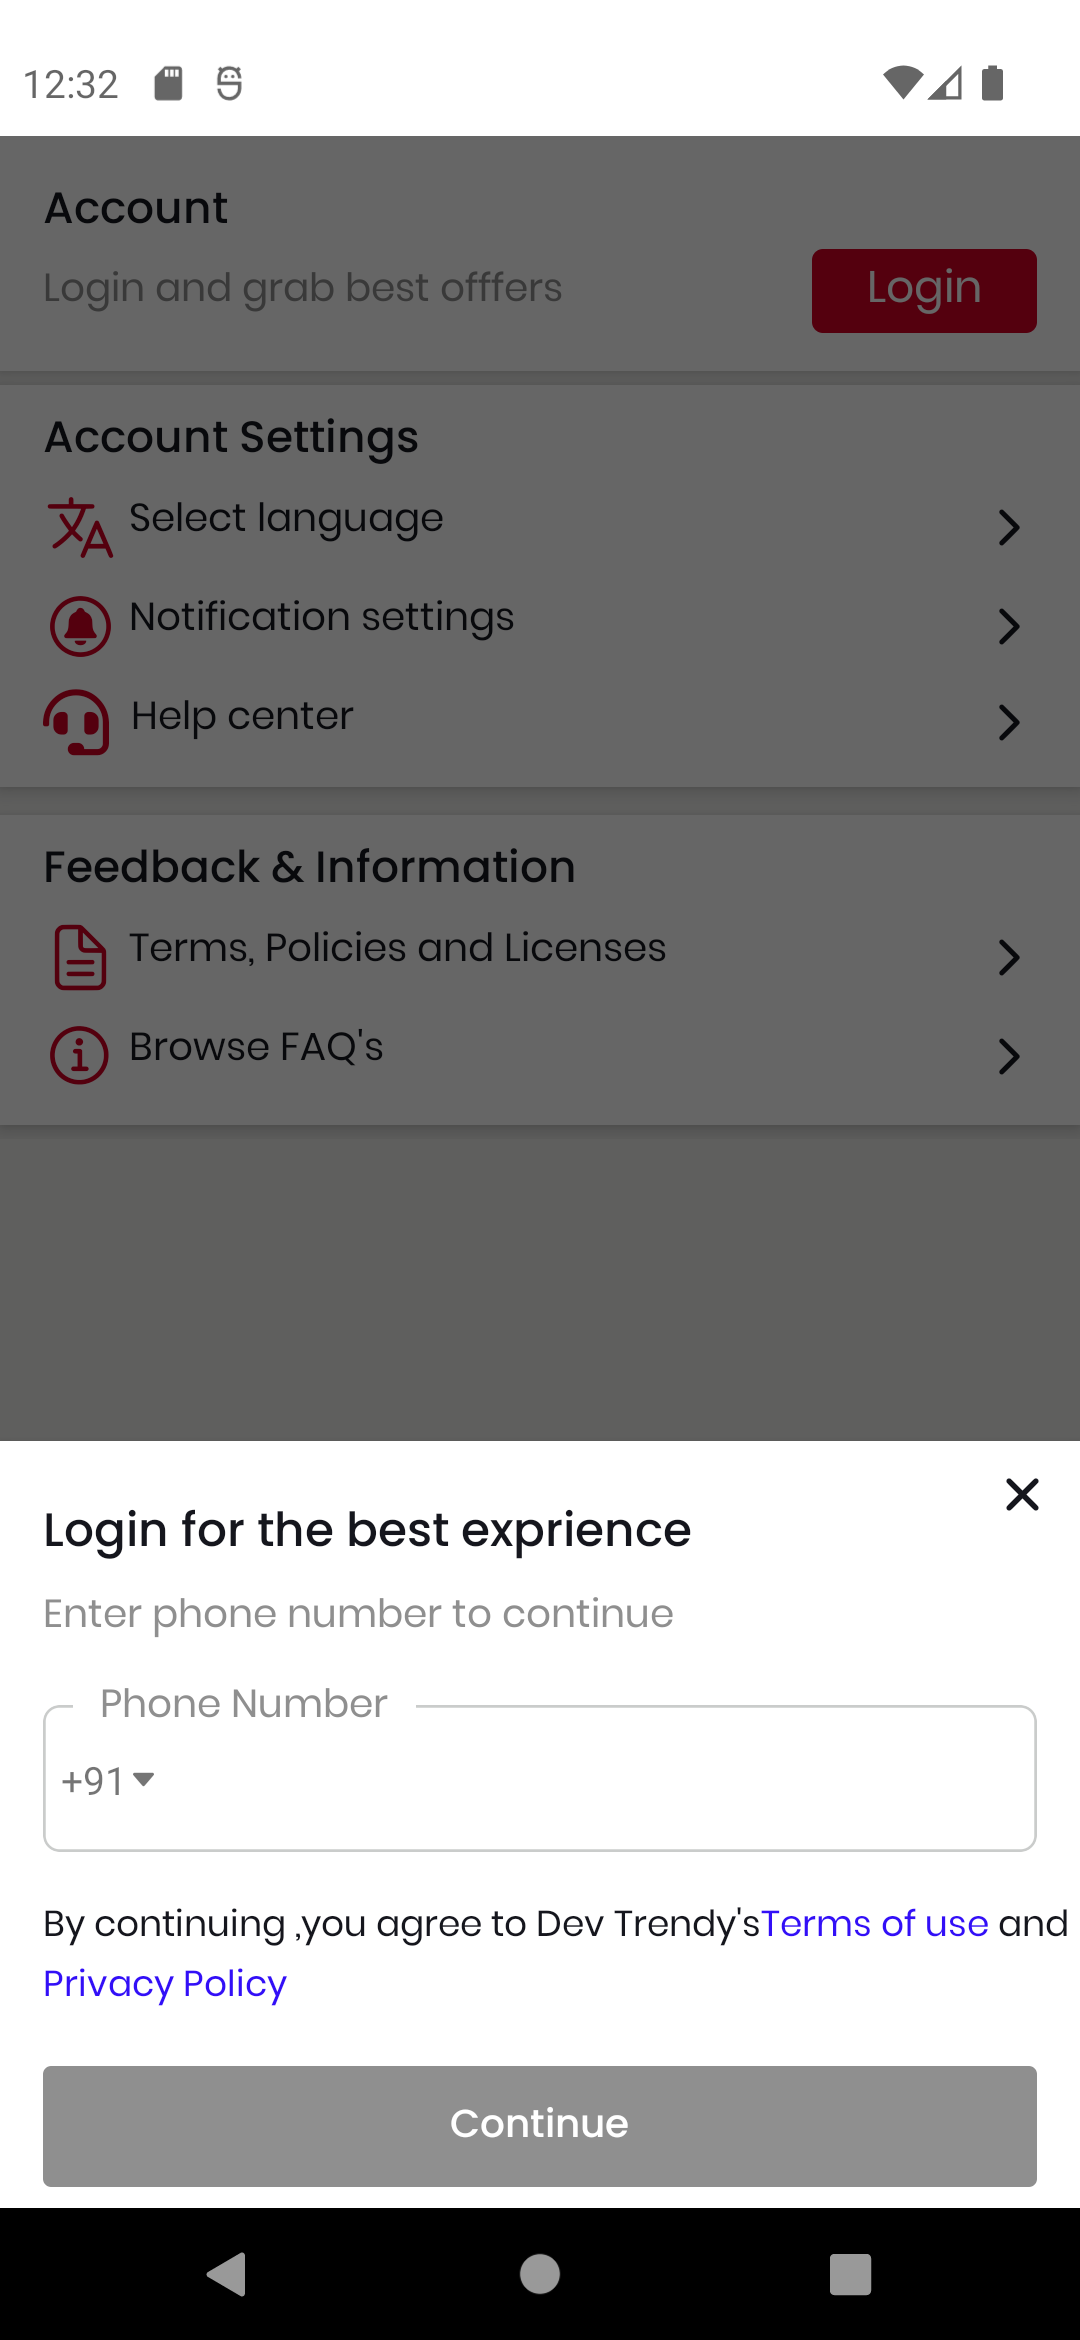 12:32
Account
Login and grab best offfers
Login
Account Settings
Select language
Notification settings
Help center
Feedback & Information
Terms, Policies and Licenses
Browse FAQ's
Login for the best exprience
Enter phone number to continue
Phone Number
+91
By continuing ,you agree to Dev Trendy'sTerms of use and
Privacy Policy
Continue